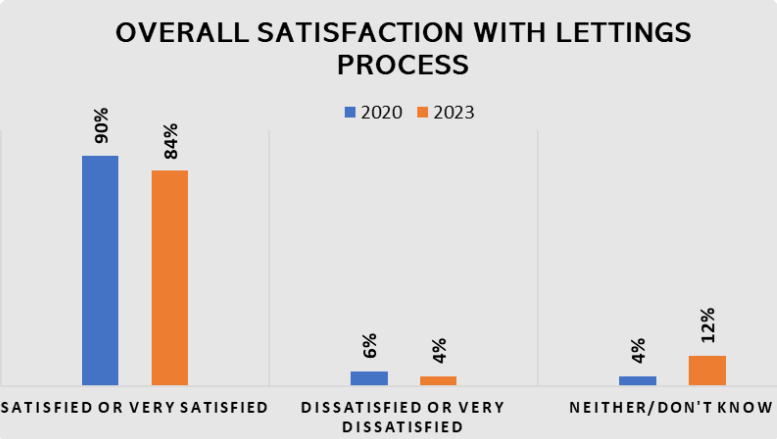 OVERALL SATISFACTION WITH LETTINGS
PROCESS
2020 2023
90%
84%
6%
4%
4%
12%
SATISFIED OR VERY SATISFIED
DISSATISFIED OR VERY
DISSATISFIED
NEITHER/DON'T KNOW